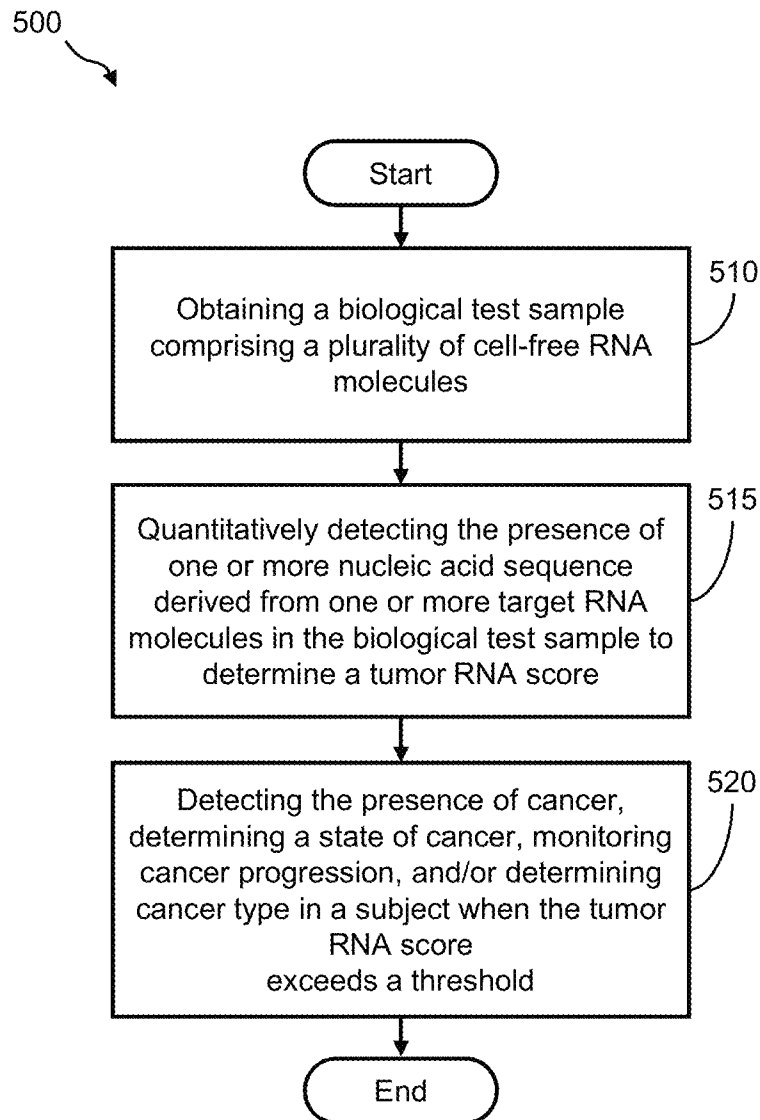 500
Start
510
Obtaining a biological test sample
comprising a plurality of cell-free RNA
molecules
515
Quantitatively detecting the presence of
one or more nucleic acid sequence
derived from one or more target RNA
molecules in the biological test sample to
determine a tumor RNA score
520
Detecting the presence of cancer,
determining a state of cancer, monitoring
cancer progression, and/or determining
cancer type in a subject when the tumor
RNA score
exceeds a threshold
End